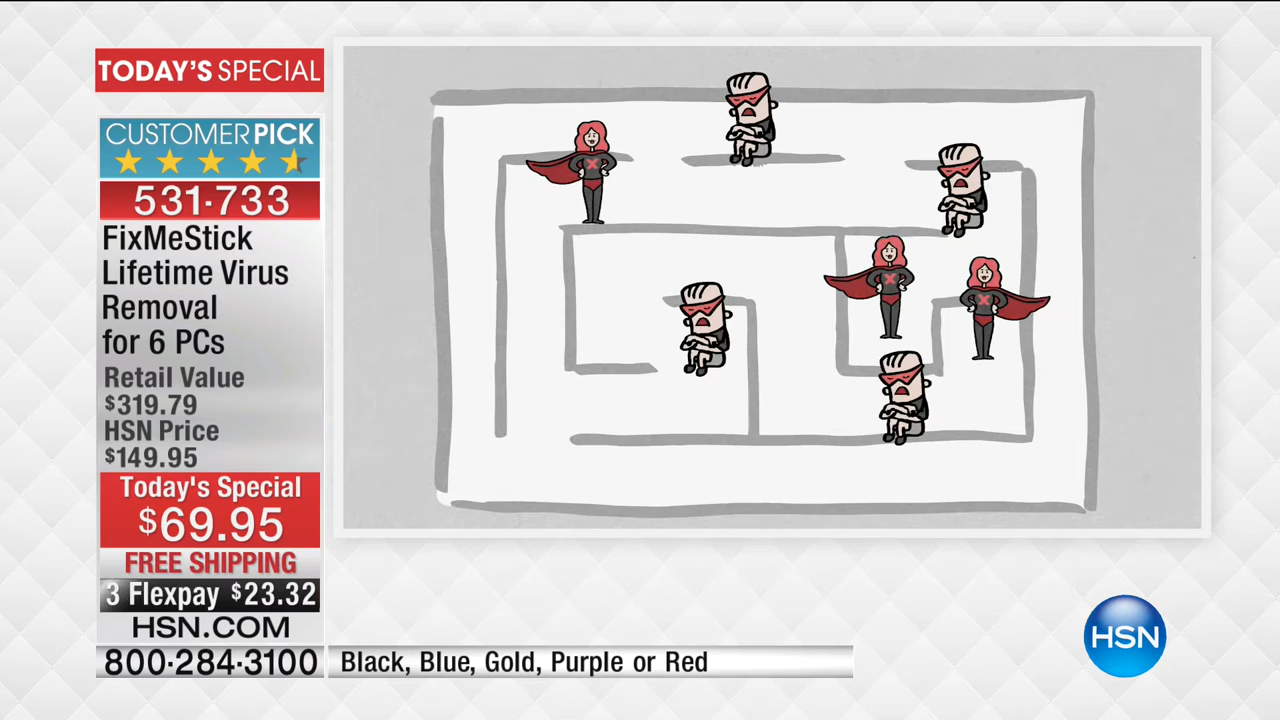 TODAY'S SPECIAL
CUSTOMER PICK
531·733
FixMeStick
Lifetime Virus
Removal
for 6 PCs
Retail Value
$319.79
HSN Price
$149.95
Today's Special
$69.95
FREE SHIPPING
3 Flexpay $23.32
HSN.COM
800·284·3100
Black, Blue, Gold, Purple or Red
X
X
X
HSN